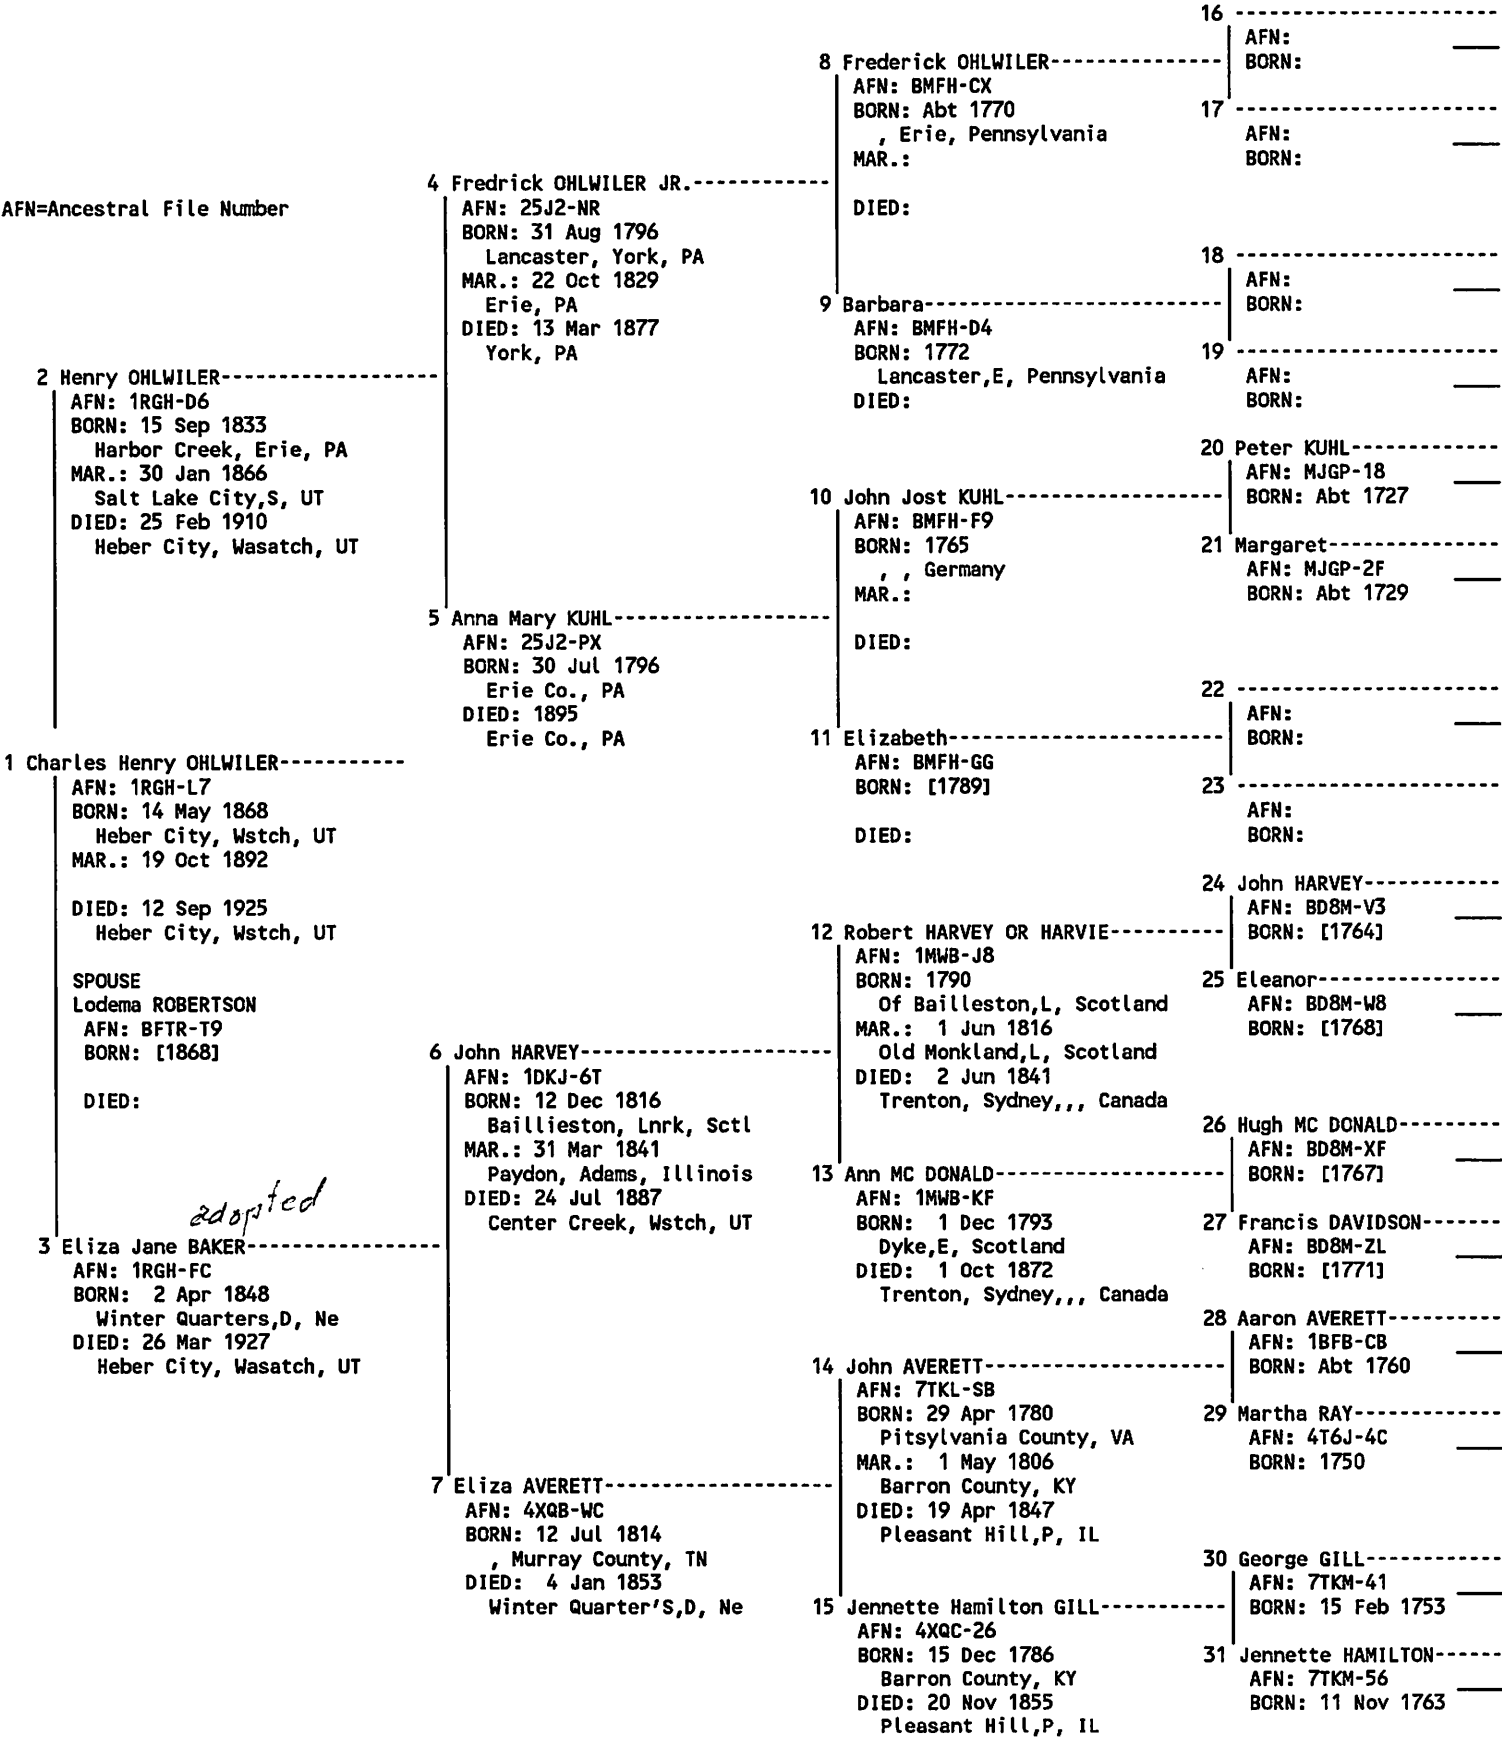 AFN=Ancestral File Number
1 Charles Henry OHLWILER-----------
AFN: 1RGH-L7
BORN: 14 May 1868
Heber City, Wstch, UT
MAR.: 19 Oct 1892
DIED: 12 Sep 1925
Heber City, Wstch, UT
SPOUSE
Lodema ROBERTSON
AFN: BFTR-T9
BORN: [1868]
DIED:
2 Henry OHLWILER------------------
AFN: 1RGH-D6
BORN: 15 Sep 1833
Harbor Creek, Erie, PA
MAR.: 30 Jan 1866
Salt Lake City,S, UT
DIED: 25 Feb 1910
Heber City, Wasatch, UT
adopted
3 Eliza Jane BAKER----------------
AFN: 1RGH-FC
BORN:  2 Apr 1848
Winter Quarters,D, Ne
DIED: 26 Mar 1927
Heber City, Wasatch, UT
4 Fredrick OHLWILER JR.------------
AFN: 25J2-NR
BORN: 31 Aug 1796
Lancaster, York, PA
MAR.: 22 Oct 1829
Erie, PA
DIED: 13 Mar 1877
York, PA
5 Anna Mary KUHL------------------
AFN: 25J2-PX
BORN: 30 Jul 1796
Erie Co., PA
DIED: 1895
Erie Co., PA
6 John HARVEY---------------------
AFN: 1DKJ-6T
BORN: 12 Dec 1816
Baillieston, Lnrk, Sctl
MAR.: 31 Mar 1841
Paydon, Adams, Illinois
DIED: 24 Jul 1887
Center Creek, Wstch, UT
7 Eliza AVERETT-------------------
AFN: 4XQB-WC
BORN: 12 Jul 1814
, Murray County, TN
DIED:  4 Jan 1853
Winter Quarter'S,D, Ne
8 Frederick OHLWILER---------------
AFN: BMFH-CX
BORN: Abt 1770
, Erie, Pennsylvania
MAR.:
DIED:
9 Barbara-------------------------
AFN: BMFH-D4
BORN: 1772
Lancaster,E, Pennsylvania
DIED:
10 John Jost KUHL------------------
AFN: BMFH-F9
BORN: 1765
, , Germany
MAR.:
DIED:
11 Elizabeth-----------------------
AFN: BMFH-GG
BORN: [1789]
DIED:
12 Robert HARVEY OR HARVIE----------
AFN: 1MWB-J8
BORN: 1790
Of Bailleston,L, Scotland
MAR.:  1 Jun 1816
Old Monkland,L, Scotland
DIED:  2 Jun 1841
Trenton, Sydney,,, Canada
13 Ann MC DONALD-------------------
AFN: 1MWB-KF
BORN:  1 Dec 1793
Dyke,E, Scotland
DIED:  1 Oct 1872
Trenton, Sydney,,, Canada
14 John AVERETT--------------------
AFN: 7TKL-SB
BORN: 29 Apr 1780
Pitsylvania County, VA
MAR.:  1 May 1806
Barron County, KY
DIED: 19 Apr 1847
Pleasant Hill,P, IL
15 Jennette Hamilton GILL-----------
AFN: 4XQC-26
BORN: 15 Dec 1786
Barron County, KY
DIED: 20 Nov 1855
Pleasant Hill,P, IL
16 ----------------------
AFN:
BORN:
17 ----------------------
AFN:
BORN:
18 ----------------------
AFN:
BORN:
19 ----------------------
AFN:
BORN:
20 Peter KUHL-------------
AFN: MJGP-18
BORN: Abt 1727
21 Margaret---------------
AFN: MJGP-2F
BORN: Abt 1729
22 ----------------------
AFN:
BORN:
23 ----------------------
AFN:
BORN:
24 John HARVEY------------
AFN: BD8M-V3
BORN: [1764]
25 Eleanor----------------
AFN: BD8M-W8
BORN: [1768]
26 Hugh MC DONALD---------
AFN: BD8M-XF
BORN: [1767]
27 Francis DAVIDSON-------
AFN: BD8M-ZL
BORN: [1771]
28 Aaron AVERETT----------
AFN: 1BFB-CB
BORN: Abt 1760
29 Martha RAY-------------
AFN: 4T6J-4C
BORN: 1750
30 George GILL------------
AFN: 7TKM-41
BORN: 15 Feb 1753
31 Jennette HAMILTON------
AFN: 7TKM-56
BORN: 11 Nov 1763